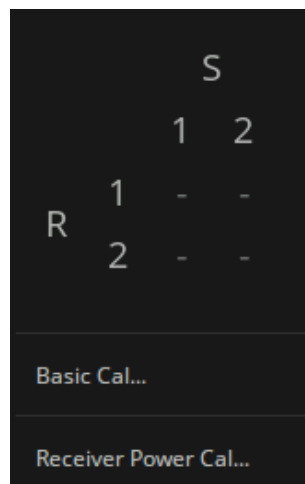 S
1 2
1 - -
R
2 - -
Basic Cal...
Receiver Power Cal...